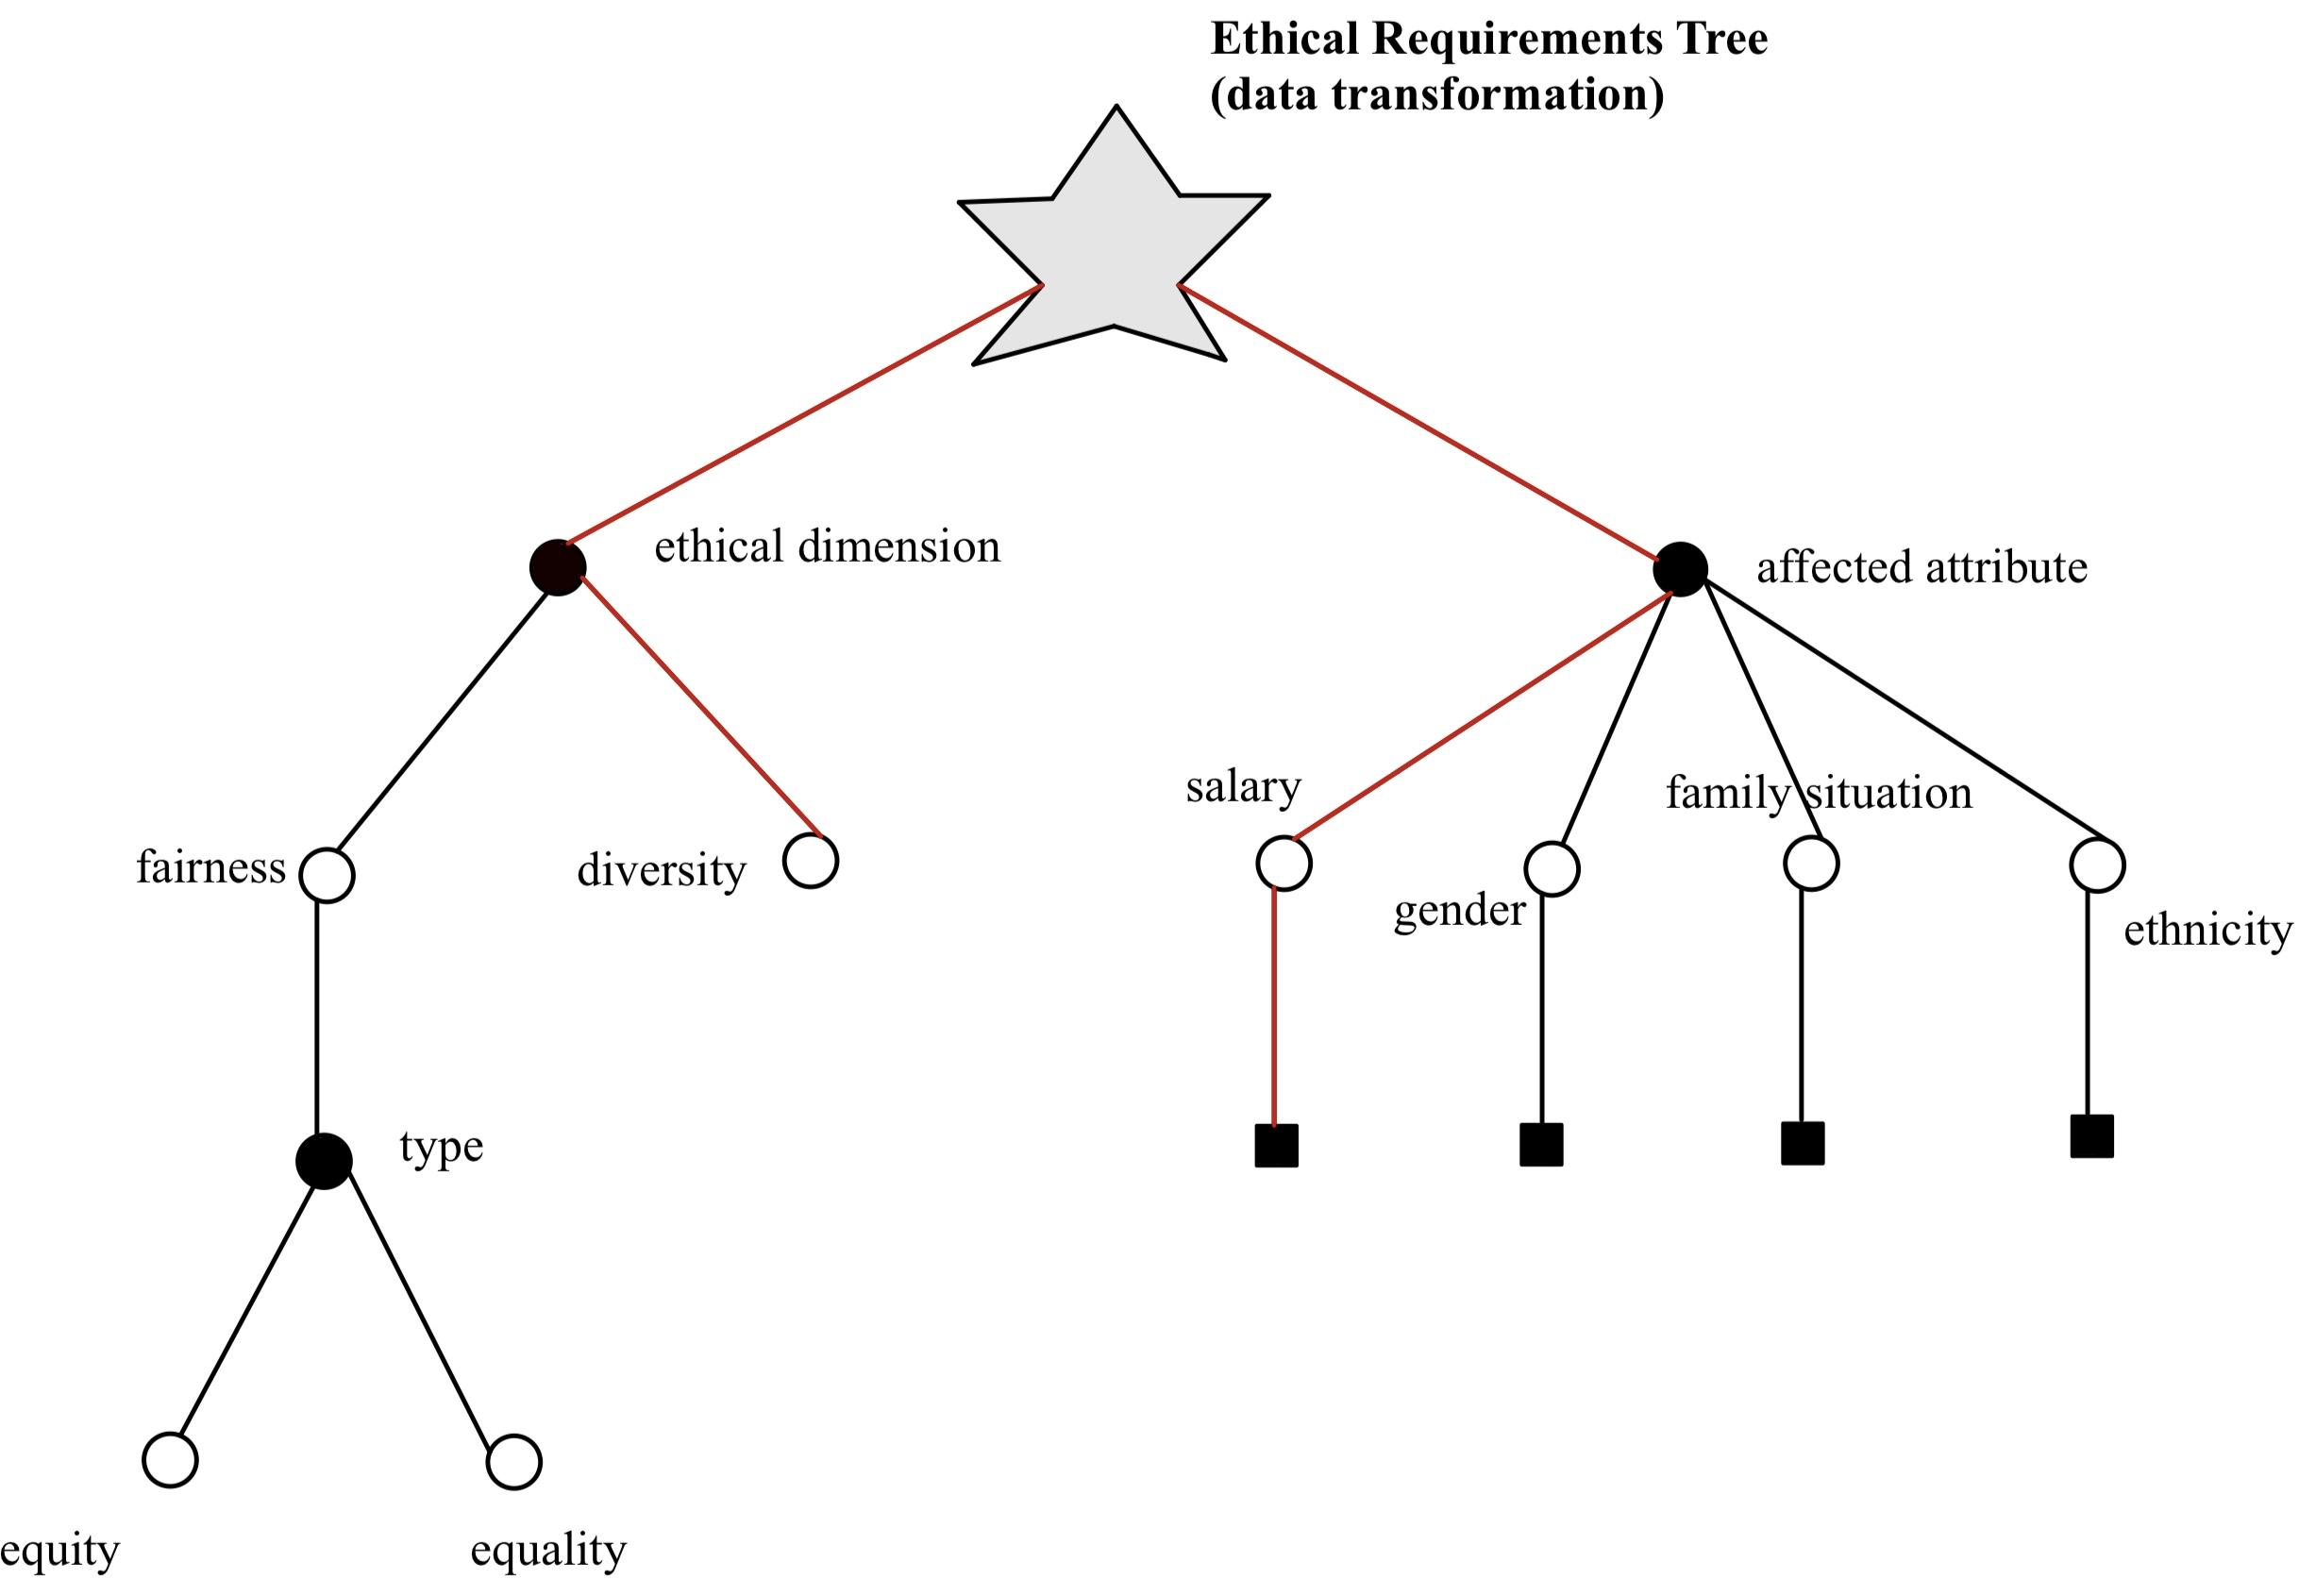 Ethical Requirements Tree
(data transformation)
ethical dimension
affected attribute
salary
family situation
fairness
diversity
gender
ethnicity
type
equity
equality